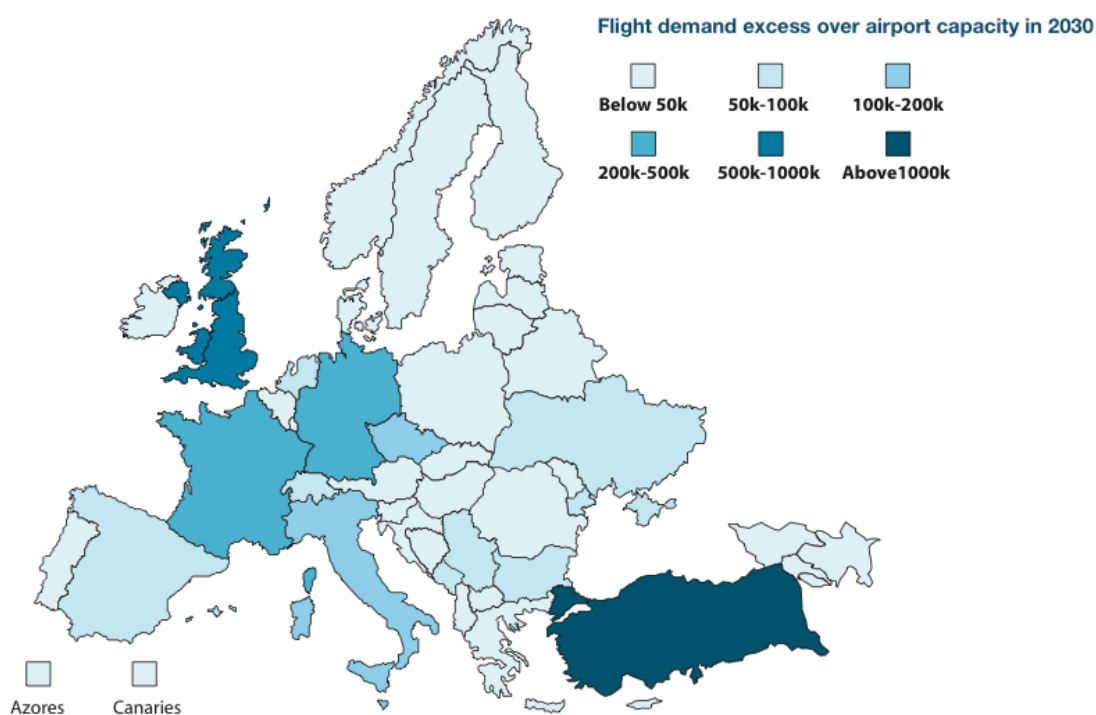 Flight demand excess over airport capacity in 2030
Below 50k 50k-100k 100k-200k
200k-500k 500k-1000k Above1000k
Azores Canaries